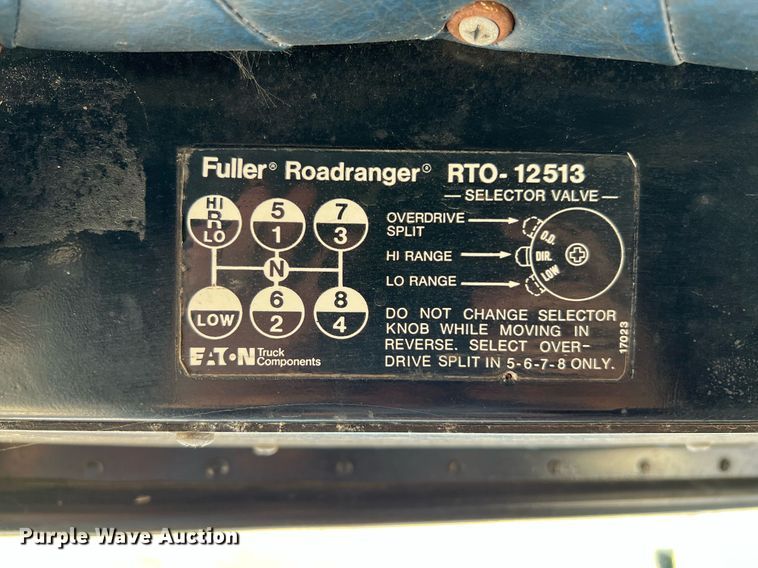 Fuller® Roadranger® RTO-12513
— SELECTOR VALVE —
HI
R
LO
5
1
7
3
N
LOW
6
2
8
4
OVERDRIVE
SPLIT
HI RANGE
LO RANGE
O.D.
DIR.
LOW
DO NOT CHANGE SELECTOR
KNOB WHILE MOVING IN
REVERSE. SELECT OVER-
DRIVE SPLIT IN 5-6-7-8 ONLY.
17023
EATON Truck
Components
Purple Wave Auction